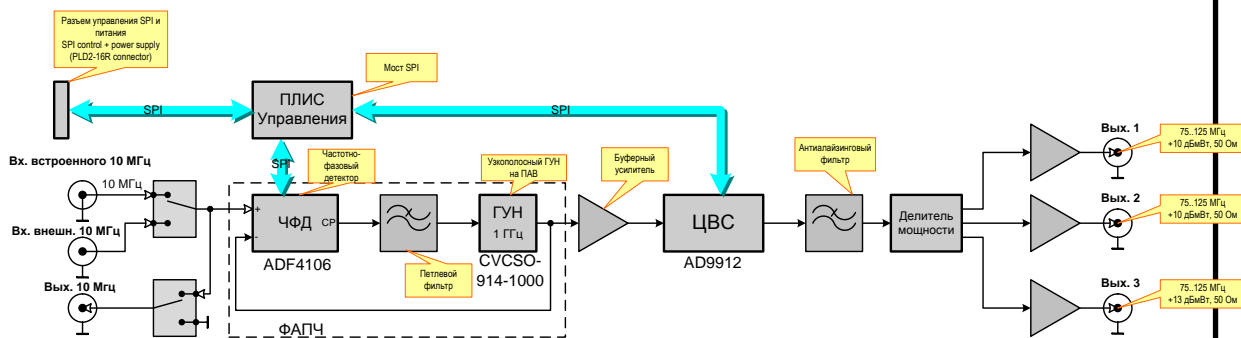 Разъем управления SPI и
питания
SPI control + power supply
(PLD2-16R connector)
Мост SPI
SPI
ПЛИС
Управления
SPI
SPI
Вх. встроенного 10 МГц
10 МГц
Вх. внешн. 10 МГц
Вых. 10 Мгц
Частотно-
фазовый
детектор
+
-
ЧФД
CP
ADF4106
Петлевой
фильтр
Узкополосный ГУН
на ПАВ
ГУН
1 ГГц
CVCSO-
914-1000
ФАПЧ
Буферный
усилитель
ЦВС
AD9912
Антиалайзинговый
фильтр
Делитель
мощности
Вых. 1
75..125 МГц
+10 дБмВт, 50 Ом
Вых. 2
75..125 МГц
+10 дБмВт, 50 Ом
Вых. 3
75..125 МГц
+13 дБмВт, 50 Ом